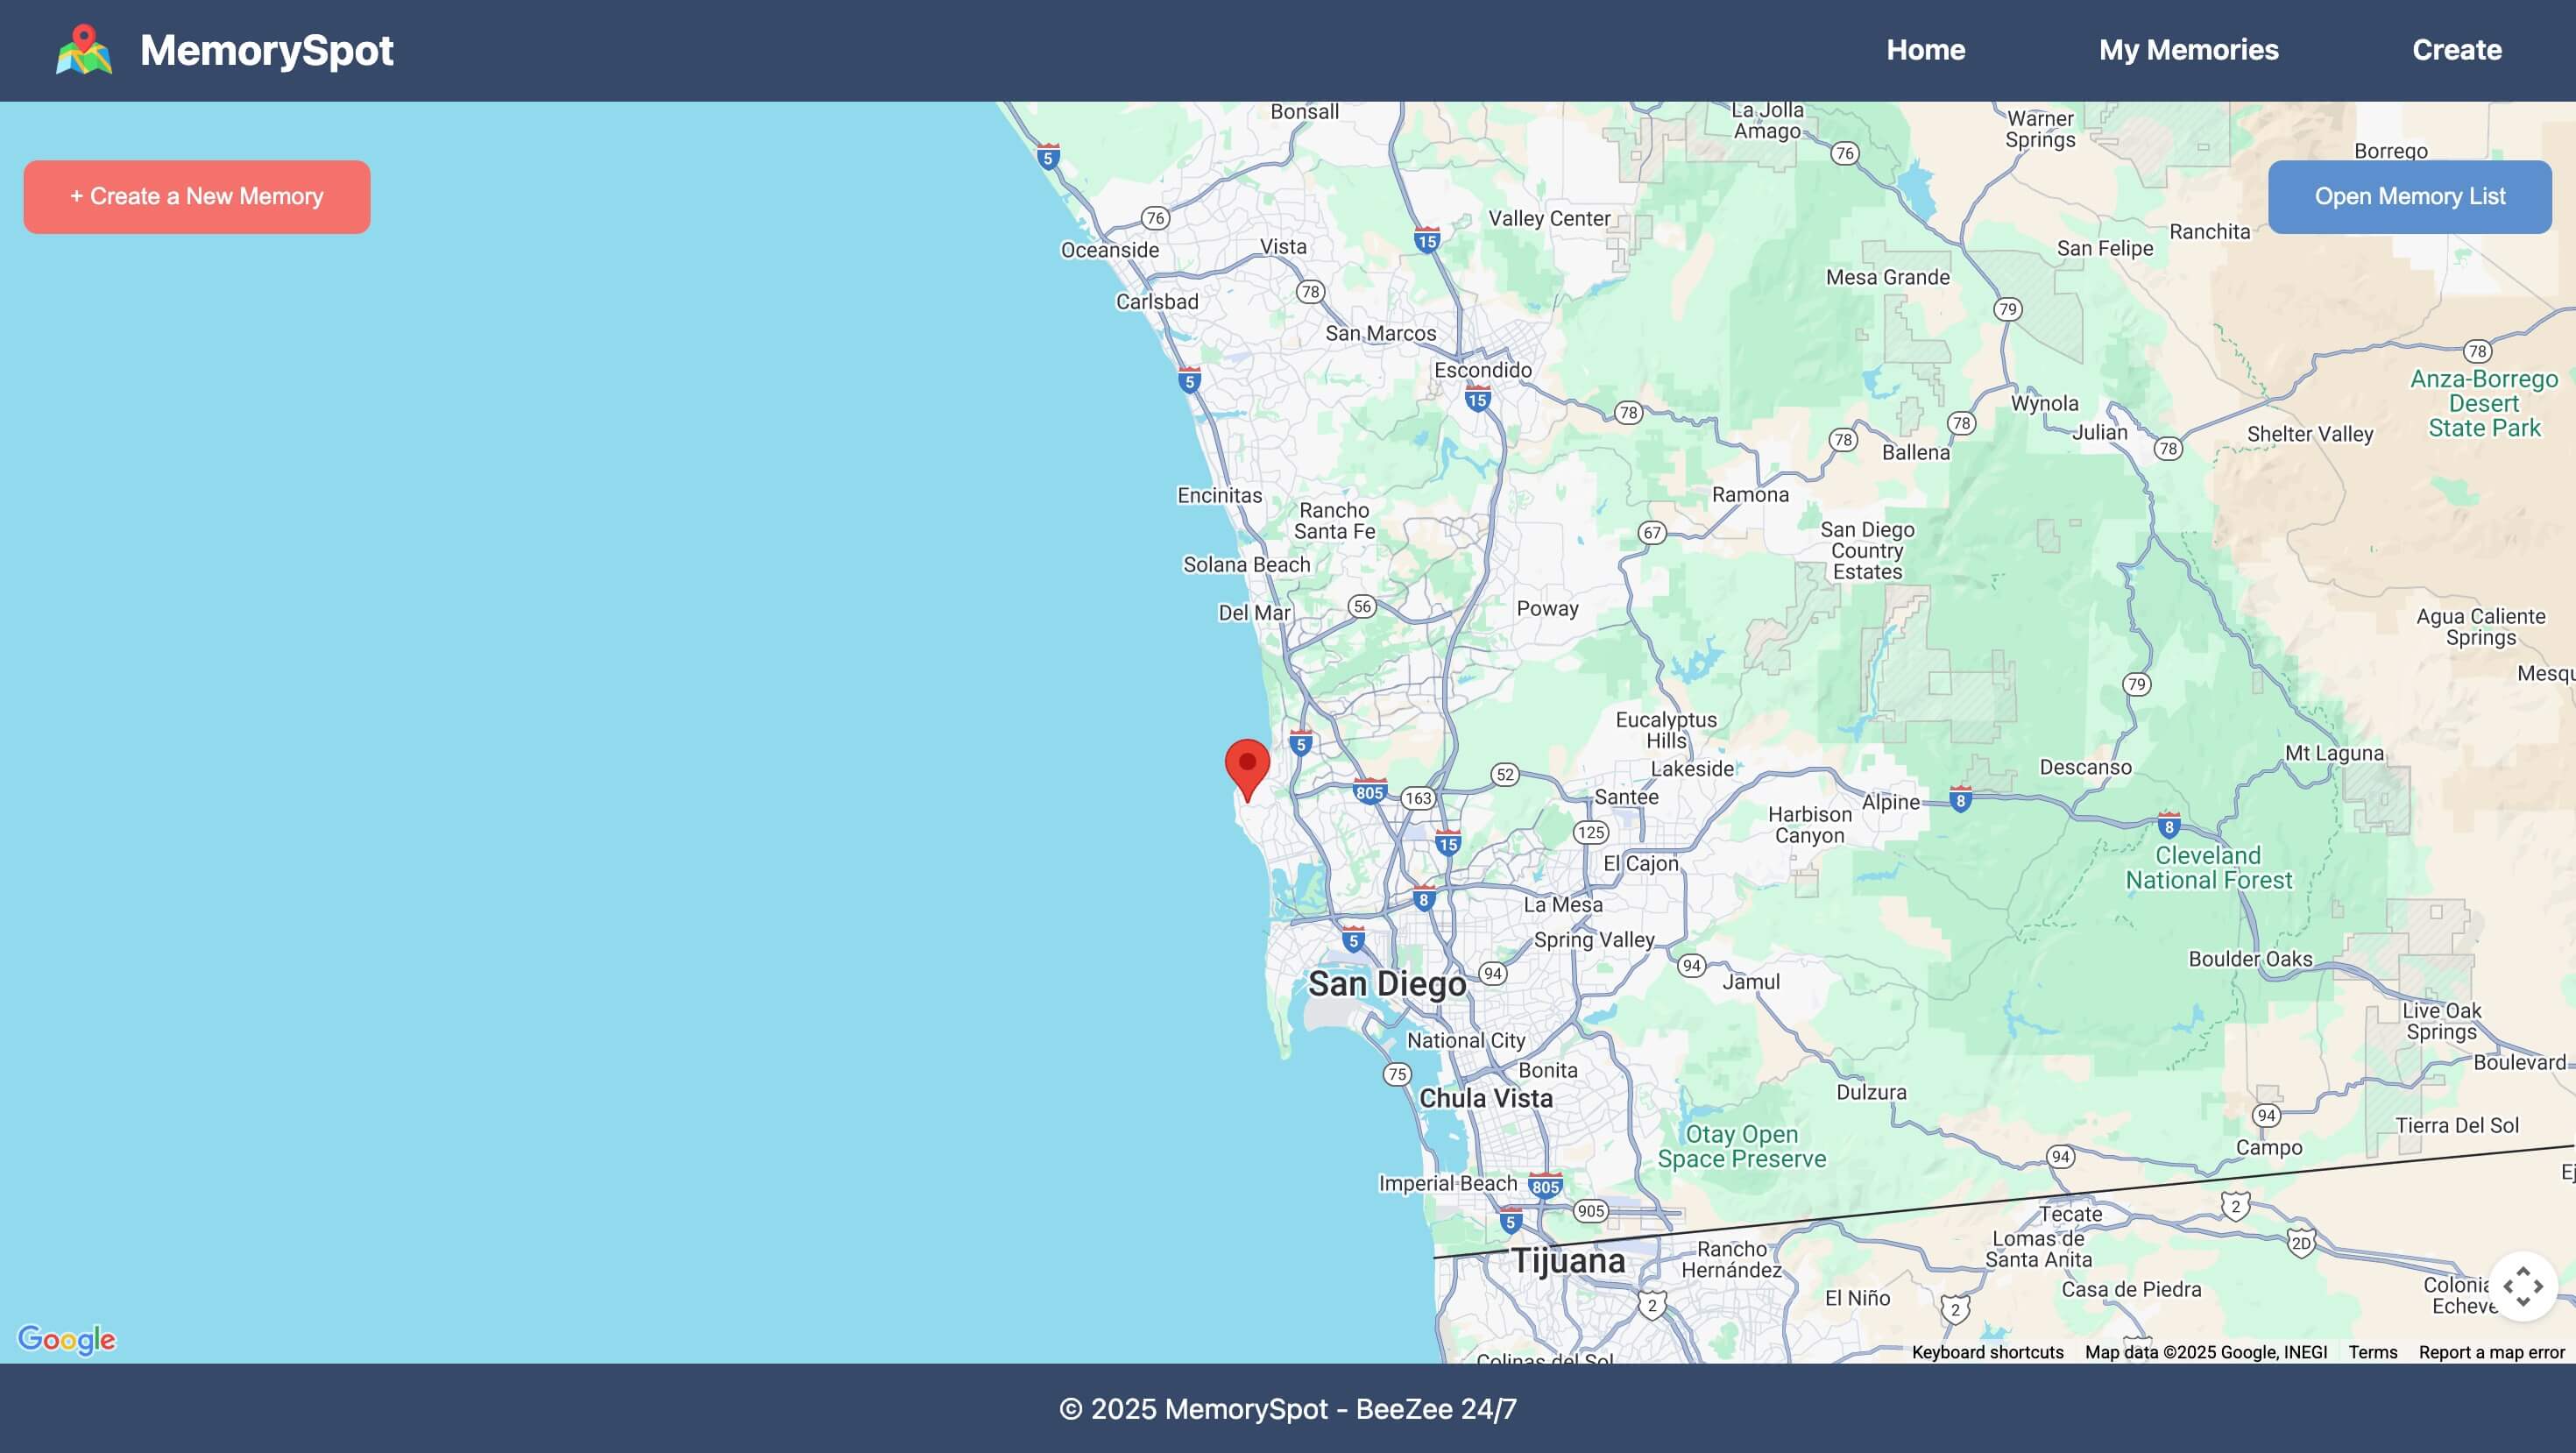 MemorySpot
Home
My Memories
Create
+ Create a New Memory
Open Memory List
Bonsall
La Jolla
Amago
Warner
Springs
Borrego
5
76
76
Valley Center
15
Oceanside
Vista
San Felipe
Ranchita
Mesa Grande
Carlsbad
78
79
San Marcos
78
Escondido
5
15
Anza-Borrego
Desert
State Park
78
Wynola
78
78
Julian
78
Shelter Valley
Ballena
Encinitas
Ramona
Rancho
Santa Fe
67
San Diego
Country
Estates
Solana Beach
Del Mar
56
Poway
Agua Caliente
Springs
Mesqu
79
Eucalyptus
Hills
5
Mt Laguna
Lakeside
Descanso
52
805
163
Santee
Alpine
8
Harbison
Canyon
8
125
15
El Cajon
Cleveland
National Forest
8
La Mesa
5
Spring Valley
94
94
Boulder Oaks
San Diego
Jamul
Live Oak
Springs
National City
Boulevard
75
Bonita
Chula Vista
Dulzura
94
Otay Open
Space Preserve
Tierra Del Sol
Campo
94
Imperial Beach
805
Ej
5
905
2
Tecate
Tijuana
Rancho
Hernández
Lomas de
Santa Anita
2D
Casa de Piedra
Colonia
Echeve
El Niño
2
2
Google
Colinas del Sol
Keyboard shortcuts
Map data ©2025 Google, INEGI
Terms
Report a map error
© 2025 MemorySpot - BeeZee 24/7